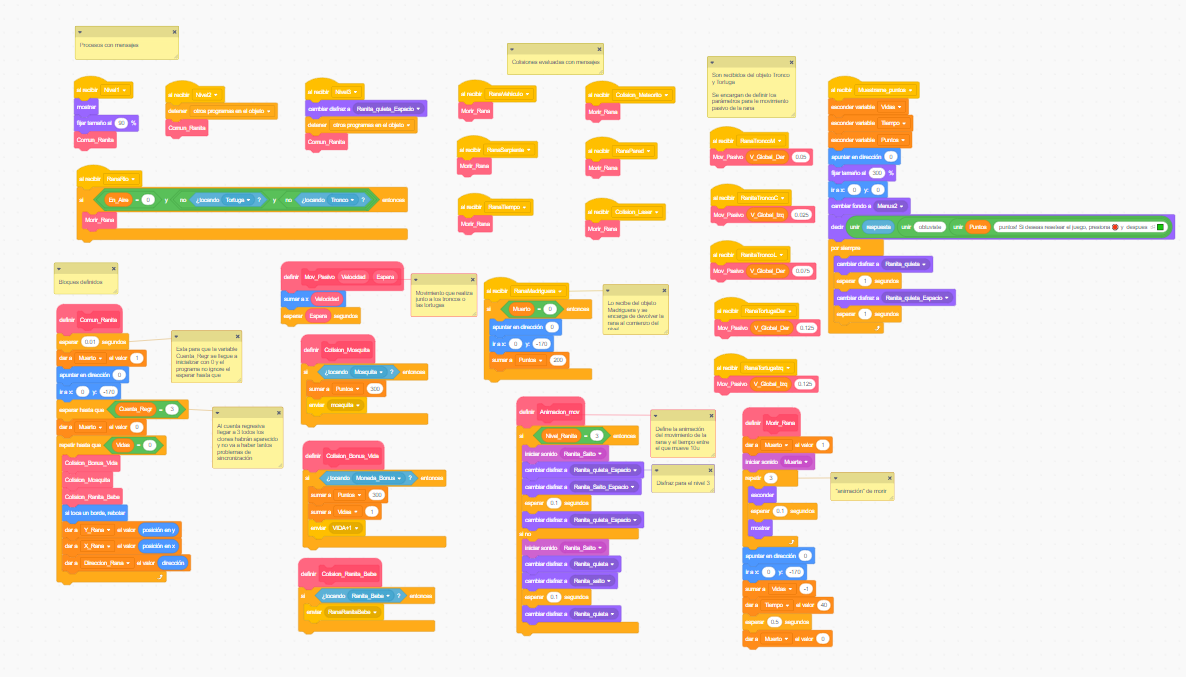 Procesos con mensajes
al recibir Nivel1
mostrar
fijar tamaño al 90 %
Comun_Ranita
al recibir Nivel2
detener otros programas en el objeto
Comun_Ranita
al recibir Nivel3
cambiar disfraz a Ranita_quieta_Espacio
detener otros programas en el objeto
Comun_Ranita
al recibir RanaRio
si En_Alto = 0 y no ¿tocando Tortuga ? y no ¿tocando Tronco ? entonces
Morir_Rana
Colisiones evaluadas con mensajes
al recibir RanaVehiculo
Morir_Rana
al recibir Colision_Meteorito
Morir_Rana
al recibir RanaSerpiente
Morir_Rana
al recibir RanaPared
Morir_Rana
al recibir RanaTiempo
Morir_Rana
al recibir Colision_Laser
Morir_Rana
Son recibidos del objeto Tronco
y Tortuga
Se encargan de definir los
parámetros para le movimiento
pasivo de la rana
al recibir RanaTroncoM
Mov_Pasivo V_Global_Der 0.05
al recibir RanaTroncoC
Mov_Pasivo V_Global_Izq 0.025
al recibir RanaTroncoL
Mov_Pasivo V_Global_Der 0.075
al recibir RanaTortugaDer
Mov_Pasivo V_Global_Der 0.125
al recibir RanaTortugaIzq
Mov_Pasivo V_Global_Izq 0.125
al recibir Muestrame_puntos
esconder variable Vidas
esconder variable Tiempo
esconder variable Puntos
apuntar en dirección 0
fijar tamaño al 300 %
ir a x: 0 y: 0
cambiar fondo a Menus2
decir unir respuesta unir obtuviste unir Puntos puntos! Si deseas resetear el juego, presiona 🔴 y despues
por siempre
cambiar disfraz a Ranita_quieta
esperar 1 segundos
cambiar disfraz a Ranita_quieta_Espacio
esperar 1 segundos
Bloques definidos
definir Comun_Ranita
esperar 0.01 segundos
dar a Muerto el valor 1
apuntar en dirección 0
ir a x: 0 y: -170
esperar hasta que Cuenta_Regr = 3
dar a Muerto el valor 0
repetir hasta que Vidas = 0
Colision_Bonus_Vida
Colision_Mosquita
Colision_Ranita_Bebe
si toca un borde, rebotar
dar a Y_Rana el valor posición en y
dar a X_Rana el valor posición en x
dar a Direccion_Rana el valor dirección
Esta para que la variable
Cuenta_Regr se llegue a
inicializar con 0 y el
programa no ignore el
esperar hasta que
Al cuenta regresiva
llegar a 3 todos los
clones habrán aparecido
y no va a haber tantos
problemas de
sincronización
definir Mov_Pasivo Velocidad Espera
sumar a x Velocidad
esperar Espera segundos
Movimiento que realiza
junto a los troncos o
las tortugas
definir Colision_Mosquita
si ¿tocando Mosquita ? entonces
sumar a Puntos 300
enviar mosquita
definir Colision_Bonus_Vida
si ¿tocando Moneda_Bonus ? entonces
sumar a Puntos 300
sumar a Vidas 1
enviar VIDA+1
definir Colision_Ranita_Bebe
si ¿tocando Ranita_Bebe ? entonces
enviar RanaRanitaBebe
al recibir RanaMadriguera
si Muerto = 0 entonces
apuntar en dirección 0
ir a x: 0 y: -170
sumar a Puntos 200
Lo recibe del objeto
Madriguera y se
encarga de devolver la
rana al comienzo del
nivel
definir Animacion_mov
si Nivel_Ranita = 3 entonces
iniciar sonido Ranita_Salto
cambiar disfraz a Ranita_quieta_Espacio
cambiar disfraz a Ranita_Salto_Espacio
esperar 0.1 segundos
cambiar disfraz a Ranita_quieta_Espacio
si no
iniciar sonido Ranita_Salto
cambiar disfraz a Ranita_quieta
cambiar disfraz a Ranita_salto
esperar 0.1 segundos
cambiar disfraz a Ranita_quieta
Define la animación
del movimiento de la
rana y el tiempo entre
el que mueve 10u
Disfraz para el nivel 3
definir Morir_Rana
dar a Muerto el valor 1
iniciar sonido Muerte
repetir 3
esconder
esperar 0.1 segundos
mostrar
apuntar en dirección 0
ir a x: 0 y: -170
sumar a Vidas -1
dar a Tiempo el valor 40
esperar 0.5 segundos
dar a Muerto el valor 0
"animación" de morir